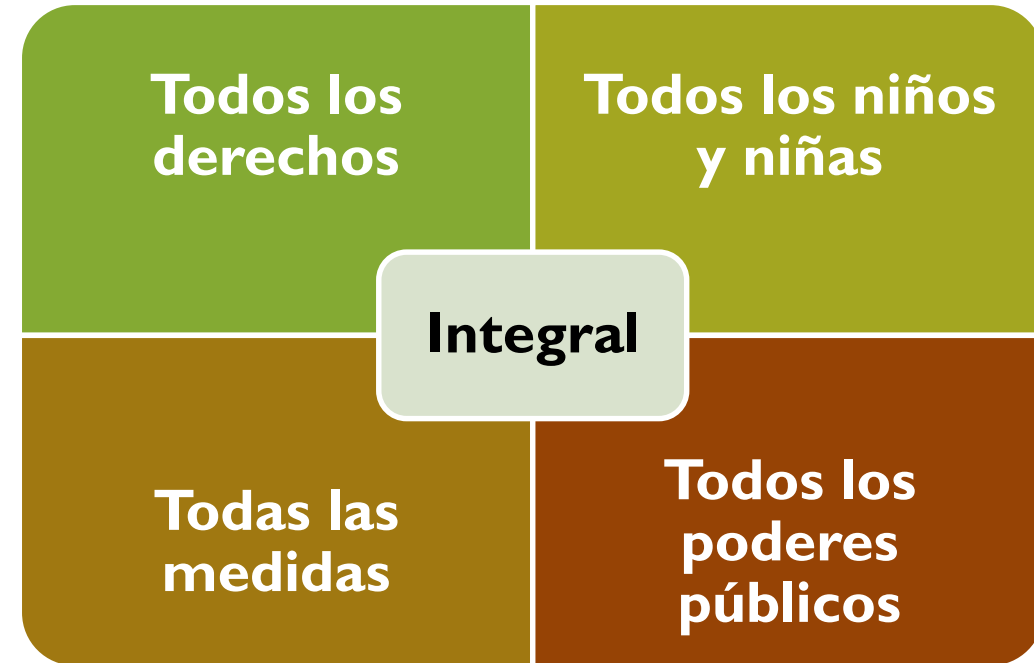 Todos los
derechos
Todos los niños
y niñas
Integral
Todas las
medidas
Todos los
poderes
públicos